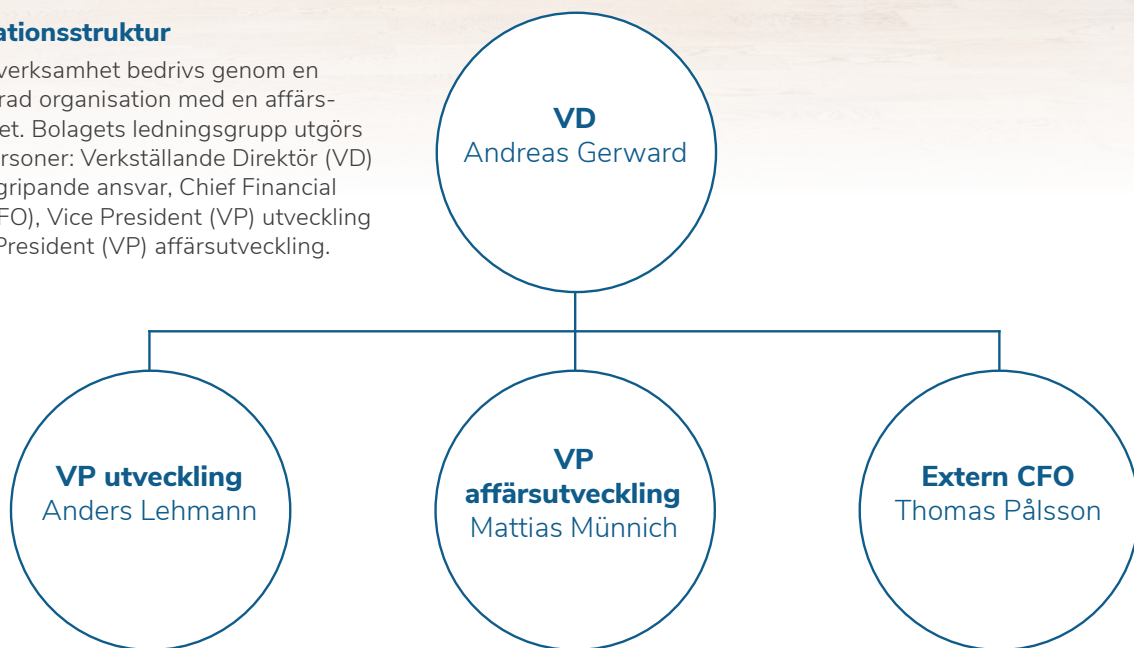 ationsstruktur
verksamhet bedrivs genom en
rad organisation med en affärs-
et. Bolagets ledningsgrupp utgörs
rsoner: Verkställande Direktör (VD)
gripande ansvar, Chief Financial
FO), Vice President (VP) utveckling
President (VP) affärsutveckling.
VD
Andreas Gerward
VP utveckling
Anders Lehmann
VP
affärsutveckling
Mattias Münnich
Extern CFO
Thomas Pålsson